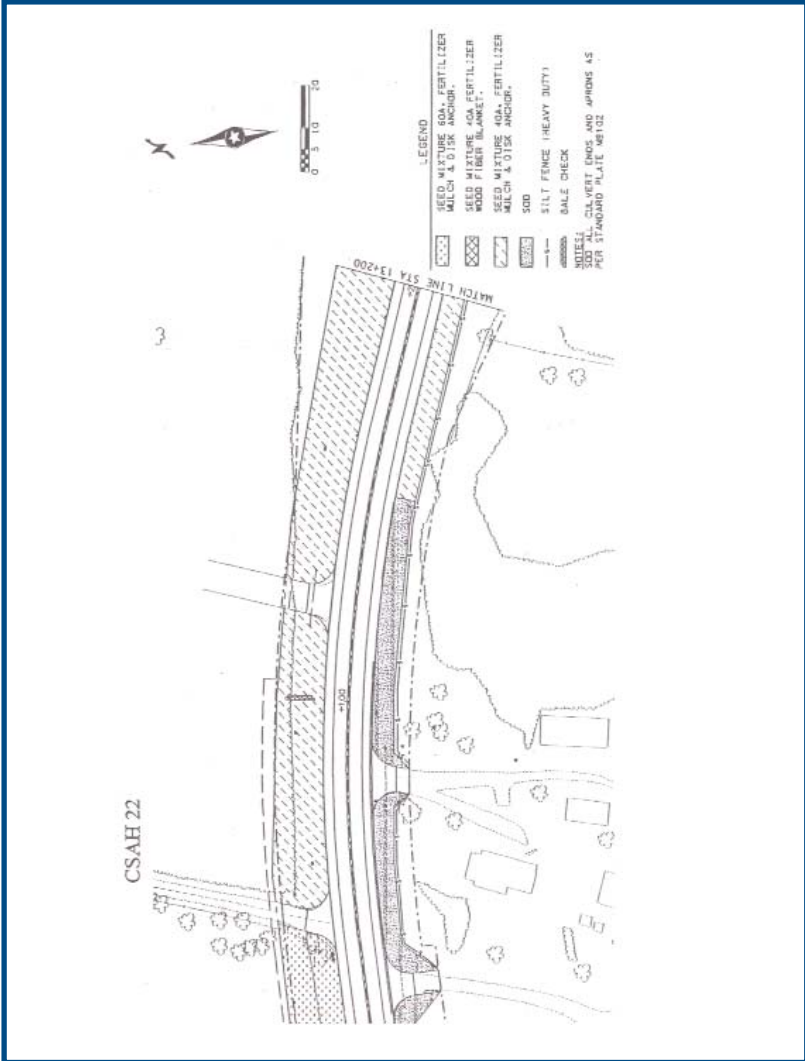 CSAH 22
N
0 5 10 20
LEGEND
SEED MIXTURE 60A, FERTILIZER
MULCH & DISK ANCHOR.
SEED MIXTURE 40A FERTILIZER
WOOD FIBER BLANKET.
SEED MIXTURE 40A, FERTILIZER
MULCH & DISK ANCHOR.
SOD
-S- SILT FENCE (HEAVY DUTY)
BALE CHECK
NOTES:
SOD ALL CULVERT ENDS AND APRONS AS
PER STANDARD PLATE M9102
MATCH LINE STA 13+200
+100